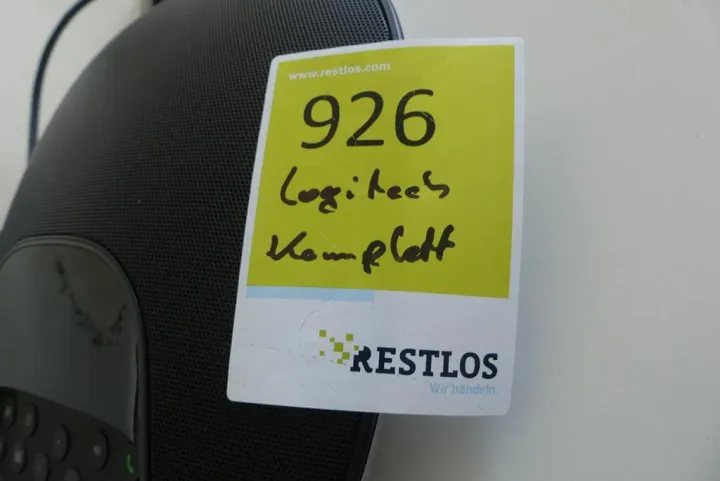 www.restlos.com
926
Logitech
Komplett
RESTLOS
Wir handeln.